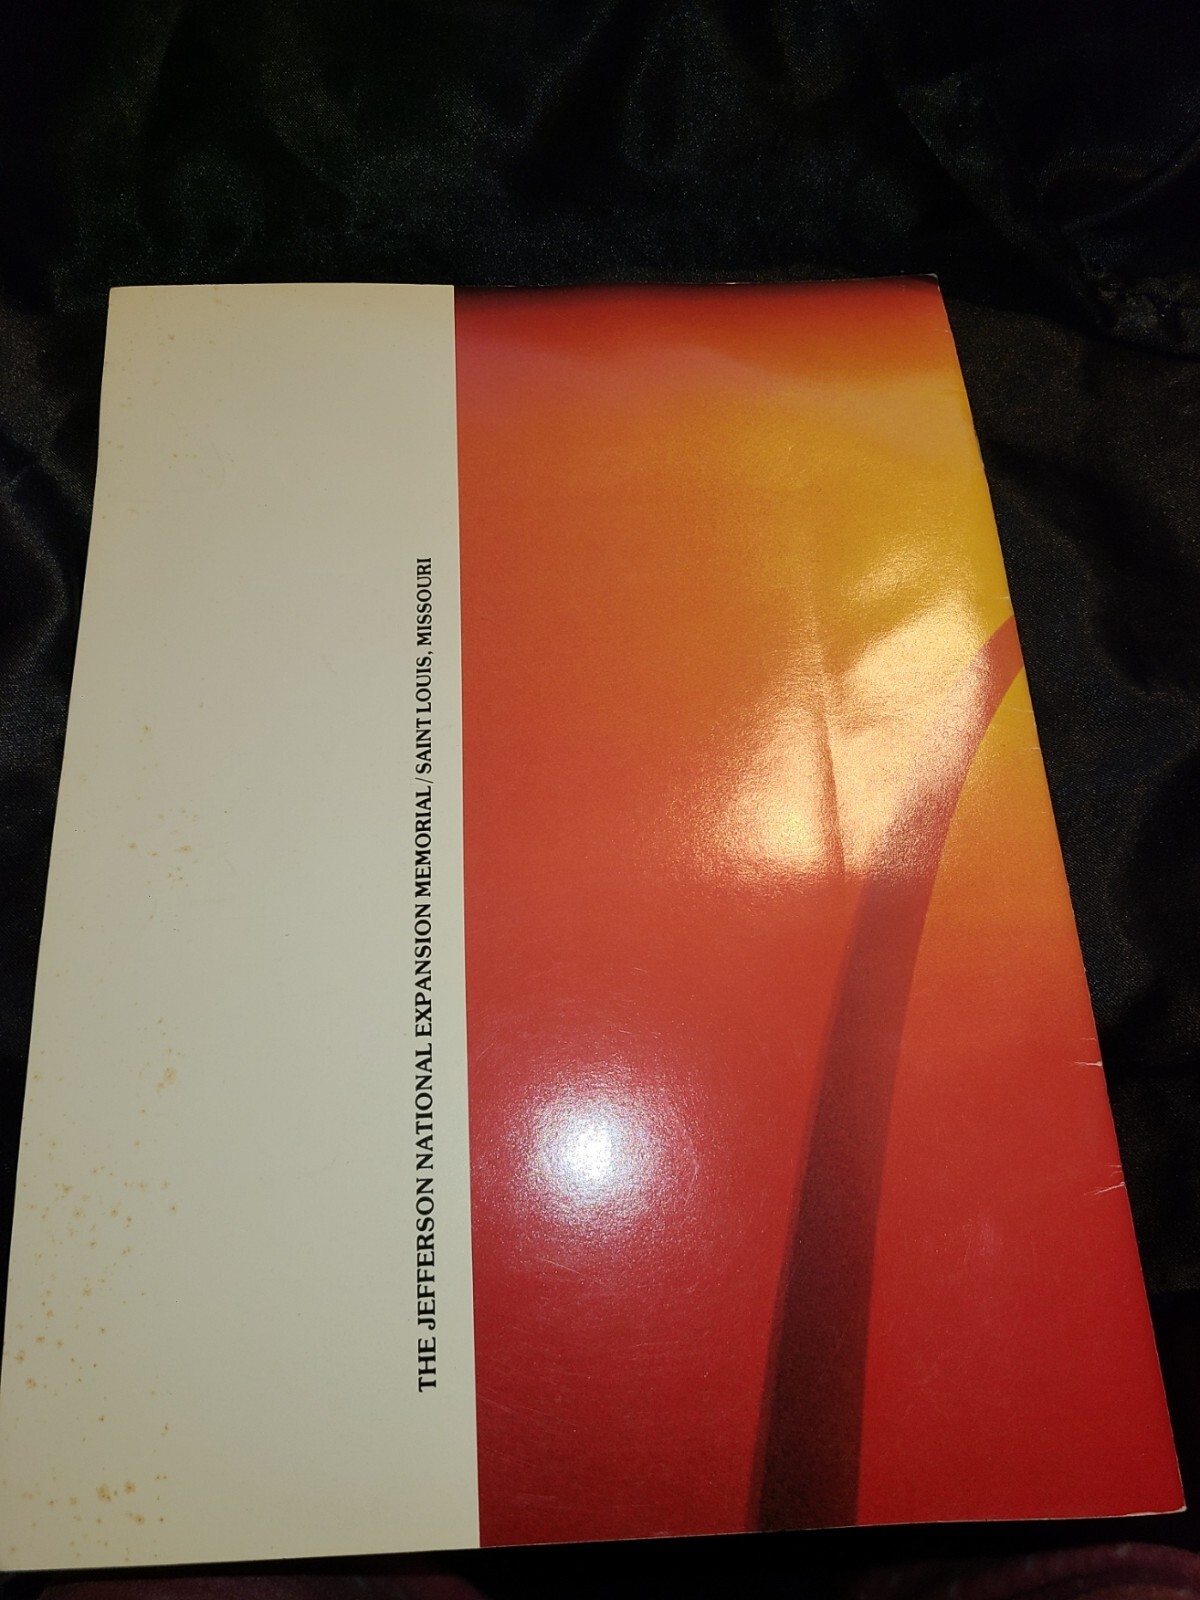 THE JEFFERSON NATIONAL EXPANSION MEMORIAL/SAINT LOUIS, MISSOURI